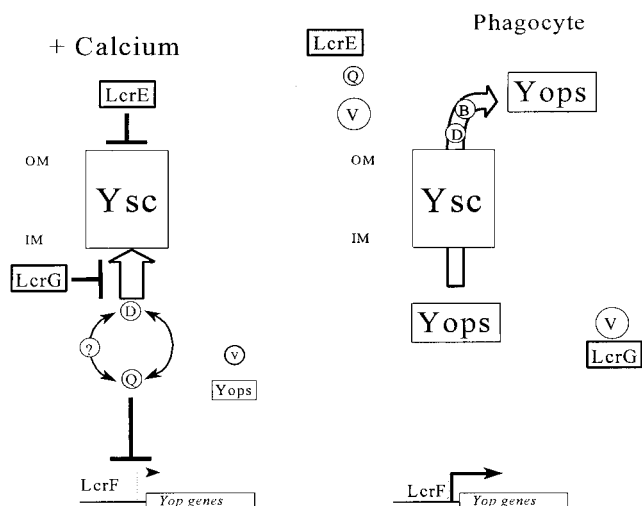 + Calcium
LcrE
OM
Ysc
IM
LcrG
D
?
Q
V
Yops
LcrF
Yop genes
Phagocyte
LcrE
Q
V
B
D
Yops
OM
Ysc
IM
Yops
V
LcrG
LcrF
Yop genes